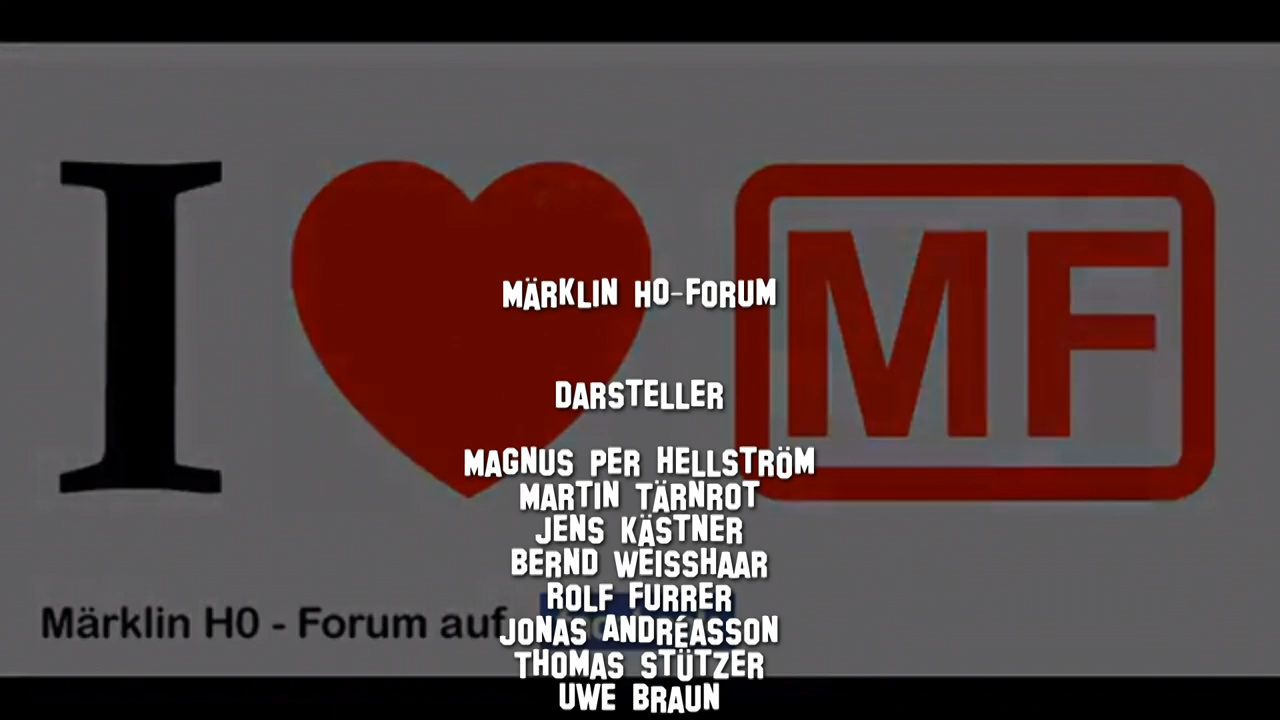 I MF
MÄRKLIN HO-FORUM
DARSTELLER
MAGNUS PER HELLSTRÖM
MARTIN TÄRNROT
JENS KÄSTNER
BERND WEISSHAAR
ROLF FURRER
Märklin H0 - Forum auf
JONAS ANDRÉASSON
THOMAS STÜTZER
UWE BRAUN